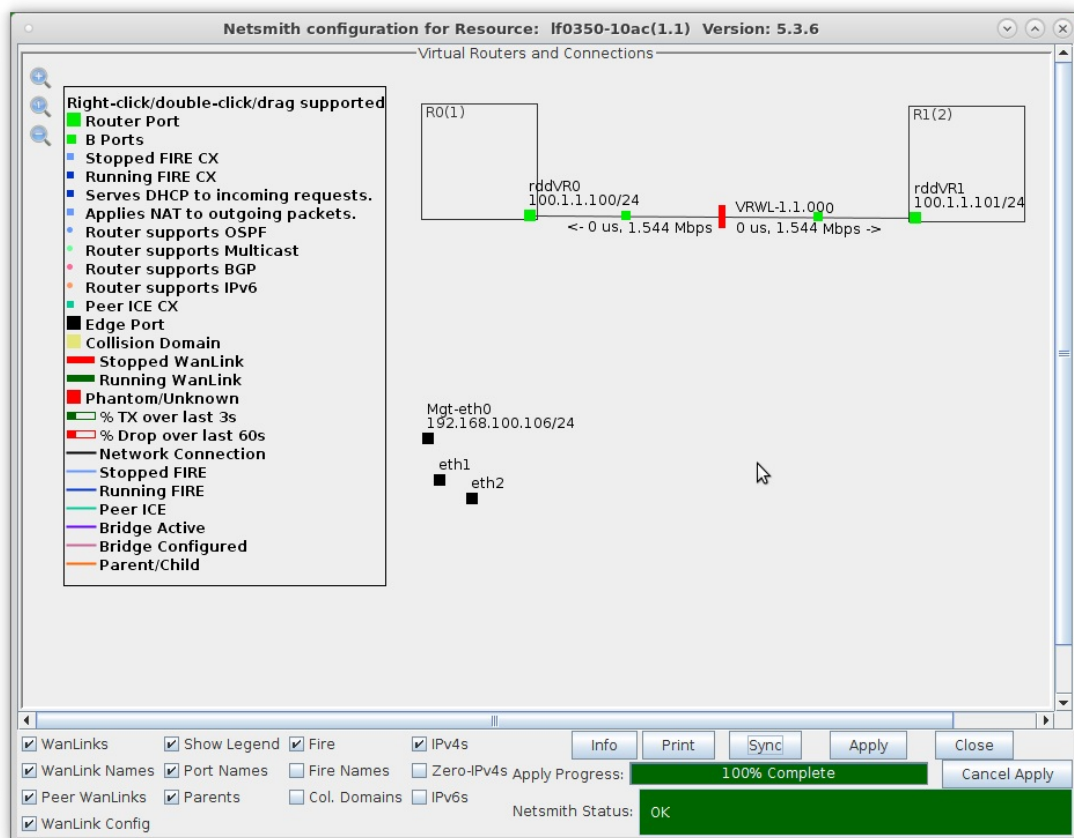 Netsmith configuration for Resource: lf0350-10ac(1.1) Version: 5.3.6
Virtual Routers and Connections
Right-click/double-click/drag supported
Router Port
B Ports
Stopped FIRE CX
Running FIRE CX
Serves DHCP to incoming requests.
Applies NAT to outgoing packets.
Router supports OSPF
Router supports Multicast
Router supports BGP
Router supports IPv6
Peer ICE CX
Edge Port
Collision Domain
Stopped WanLink
Running WanLink
Phantom/Unknown
% TX over last 3s
% Drop over last 60s
Network Connection
Stopped FIRE
Running FIRE
Peer ICE
Bridge Active
Bridge Configured
Parent/Child
R0(1)
rddVR0
100.1.1.100/24
<- 0 us, 1.544 Mbps
VRWL-1.1.000
0 us, 1.544 Mbps ->
R1(2)
rddVR1
100.1.1.101/24
Mgt-eth0
192.168.100.106/24
eth1
eth2
WanLinks Show Legend Fire IPv4s Info Print Sync Apply Close
WanLink Names Port Names Fire Names Zero-IPv4s Apply Progress: 100% Complete Cancel Apply
Peer WanLinks Parents Col. Domains IPv6s Netsmith Status: OK
WanLink Config